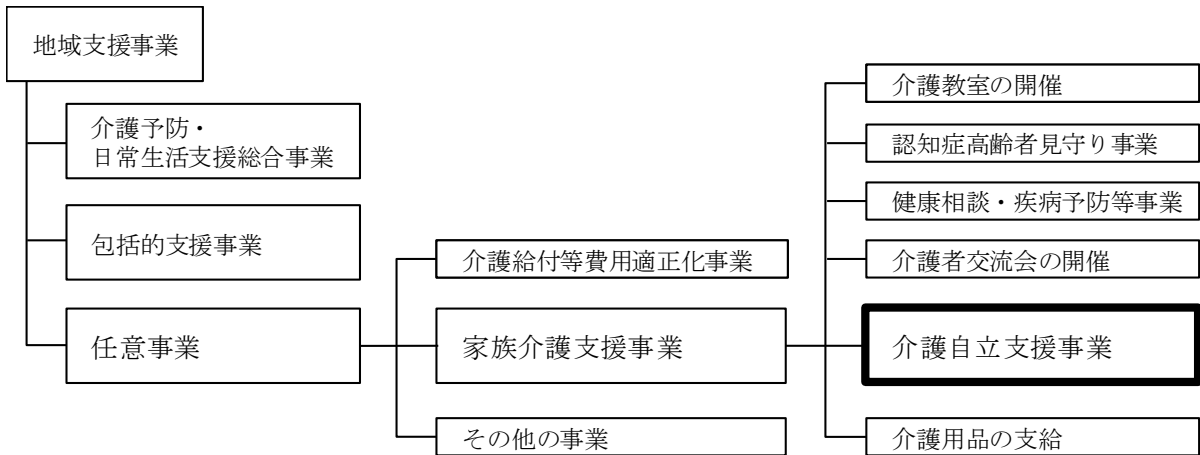 地域支援事業
介護予防・
日常生活支援総合事業
包括的支援事業
任意事業
介護給付等費用適正化事業
家族介護支援事業
その他の事業
介護教室の開催
認知症高齢者見守り事業
健康相談・疾病予防等事業
介護者交流会の開催
介護自立支援事業
介護用品の支給